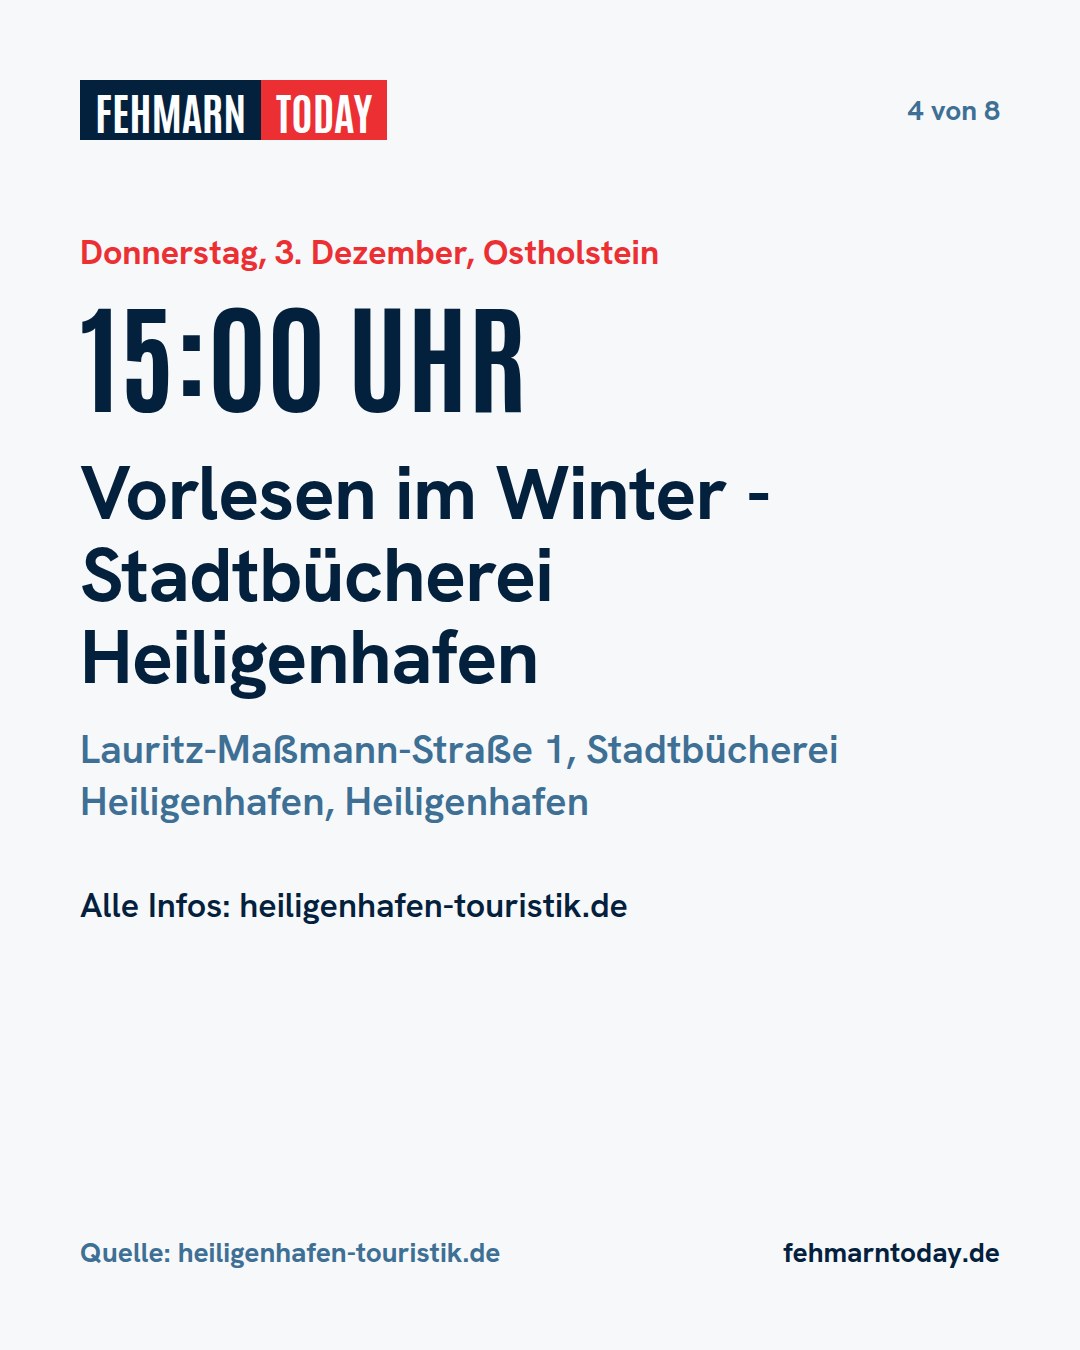 FEHMARN TODAY
4 von 8
Donnerstag, 3. Dezember, Ostholstein
15:00 UHR
Vorlesen im Winter -
Stadtbücherei
Heiligenhafen
Lauritz-Maßmann-Straße 1, Stadtbücherei
Heiligenhafen, Heiligenhafen
Alle Infos: heiligenhafen-touristik.de
Quelle: heiligenhafen-touristik.de
fehmarntoday.de